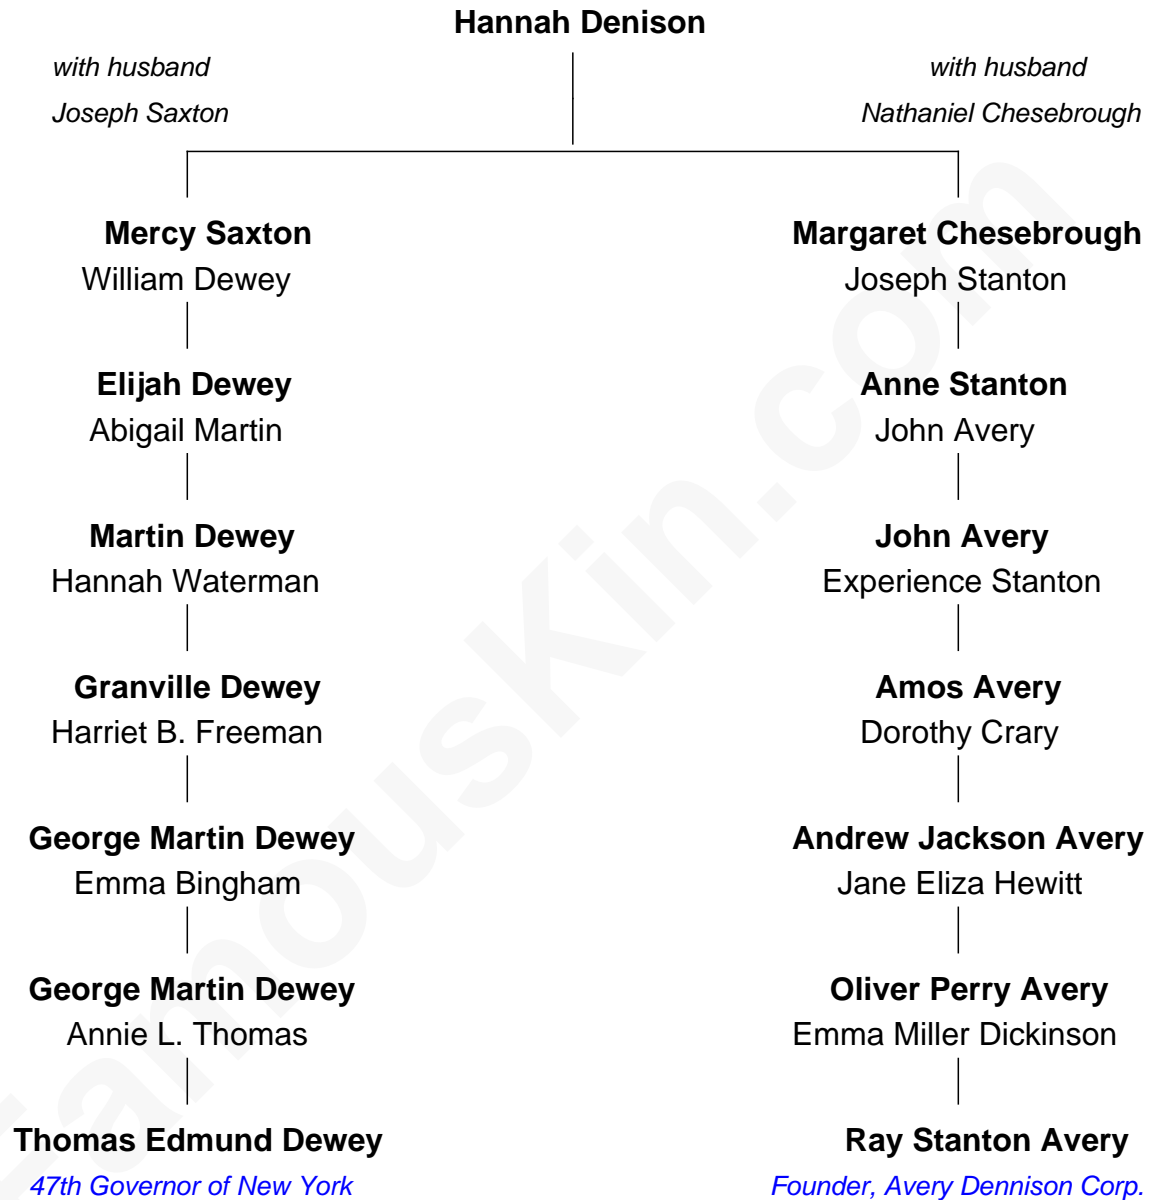 Hannah Denison
with husband
Joseph Saxton
with husband
Nathaniel Chesebrough
Mercy Saxton
William Dewey
Elijah Dewey
Abigail Martin
Martin Dewey
Hannah Waterman
Granville Dewey
Harriet B. Freeman
George Martin Dewey
Emma Bingham
George Martin Dewey
Annie L. Thomas
Thomas Edmund Dewey
47th Governor of New York
Margaret Chesebrough
Joseph Stanton
Anne Stanton
John Avery
John Avery
Experience Stanton
Amos Avery
Dorothy Crary
Andrew Jackson Avery
Jane Eliza Hewitt
Oliver Perry Avery
Emma Miller Dickinson
Ray Stanton Avery
Founder, Avery Dennison Corp.
FamousKin.com